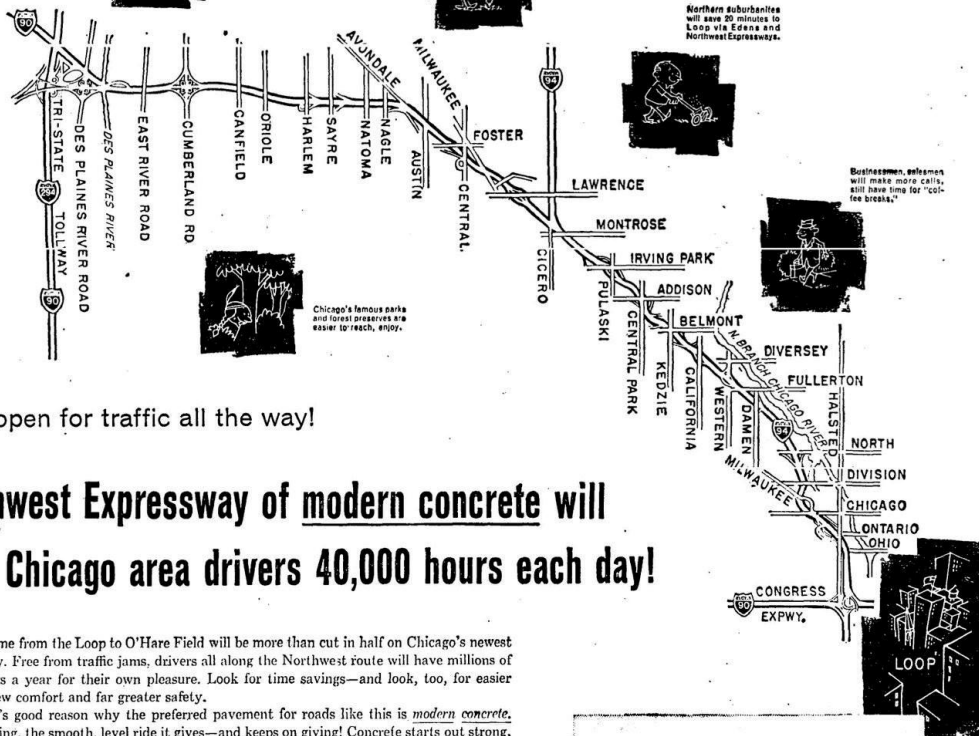 Northern suburbanites
will save 20 minutes to
Loop via Edens and
Northwest Expressways.
90
AVONDALE
MILWAUKEE
94
TRI-STATE
TOLLWAY
294
90
DES PLAINES RIVER ROAD
DES PLAINES RIVER
EAST RIVER ROAD
CUMBERLAND RD.
CANFIELD
ORIOLE
HARLEM
SAYRE
NATOMA
NAGLE
AUSTIN
FOSTER
CENTRAL
LAWRENCE
MONTROSE
CICERO
IRVING PARK
PULASKI
ADDISON
CENTRAL PARK
BELMONT
KEDZIE
CALIFORNIA
N. BRANCH CHICAGO RIVER
DIVERSEY
WESTERN
FULLERTON
DAMEN
HALSTED
94
NORTH
MILWAUKEE
DIVISION
CHICAGO
ONTARIO
OHIO
CONGRESS
90
EXPWY.
LOOP
Businessmen, salesmen
will make more calls,
still have time for "cof-
fee breaks."
Chicago's famous parks
and forest preserves are
easier to reach, enjoy.
open for traffic all the way!
west Expressway of modern concrete will
Chicago area drivers 40,000 hours each day!
me from the Loop to O'Hare Field will be more than cut in half on Chicago's newest
y. Free from traffic jams, drivers all along the Northwest route will have millions of
s a year for their own pleasure. Look for time savings—and look, too, for easier
ew comfort and far greater safety.
's good reason why the preferred pavement for roads like this is modern concrete.
ing, the smooth, level ride it gives—and keeps on giving! Concrete starts out strong,